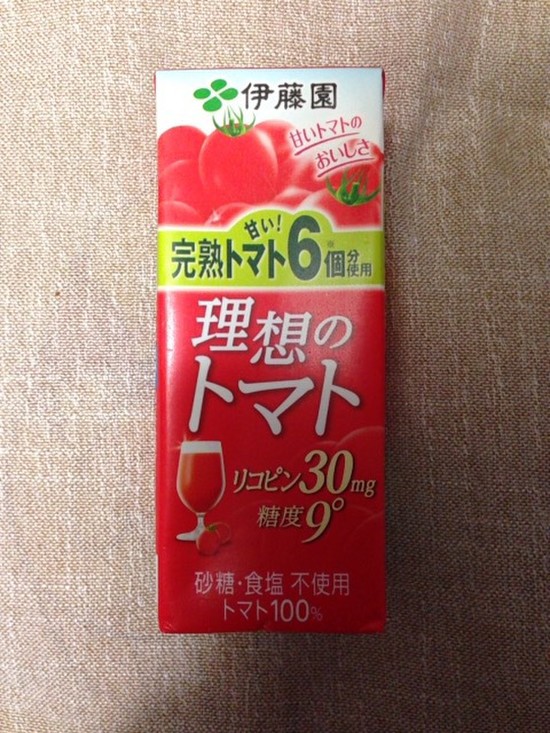 伊藤園
甘いトマトの
おいしさ
甘い!
完熟トマト6※個分使用
理想の
トマト
リコピン30mg
糖度9°
砂糖・食塩 不使用
トマト100%